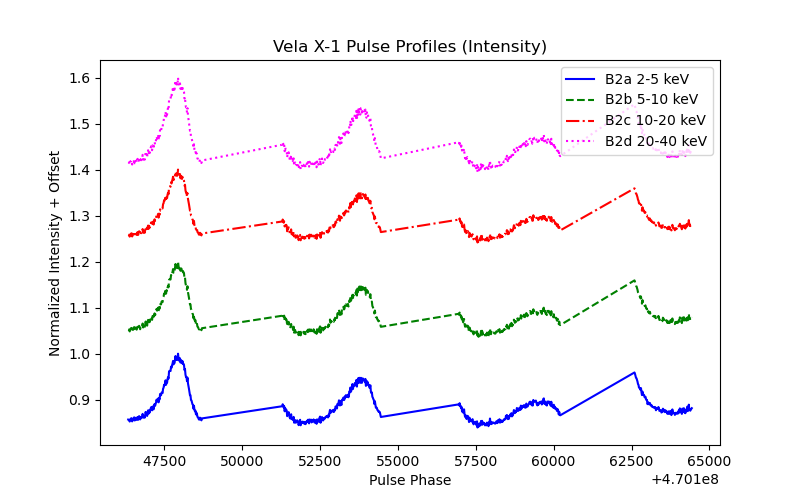 Vela X-1 Pulse Profiles (Intensity)
B2a 2-5 keV
B2b 5-10 keV
B2c 10-20 keV
B2d 20-40 keV
Normalized Intensity + Offset
1.6
1.5
1.4
1.3
1.2
1.1
1.0
0.9
47500 50000 52500 55000 57500 60000 62500 65000
+4.701e8
Pulse Phase